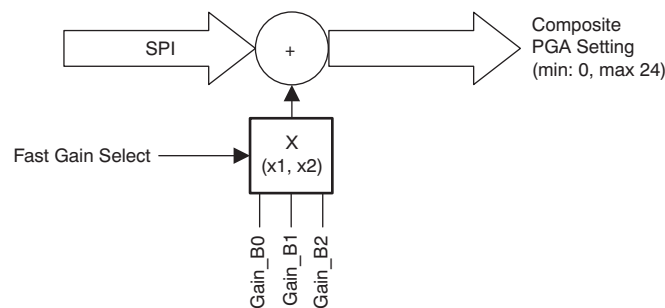 SPI
+
Composite
PGA Setting
(min: 0, max 24)
Fast Gain Select
X
(x1, x2)
Gain_B0
Gain_B1
Gain_B2